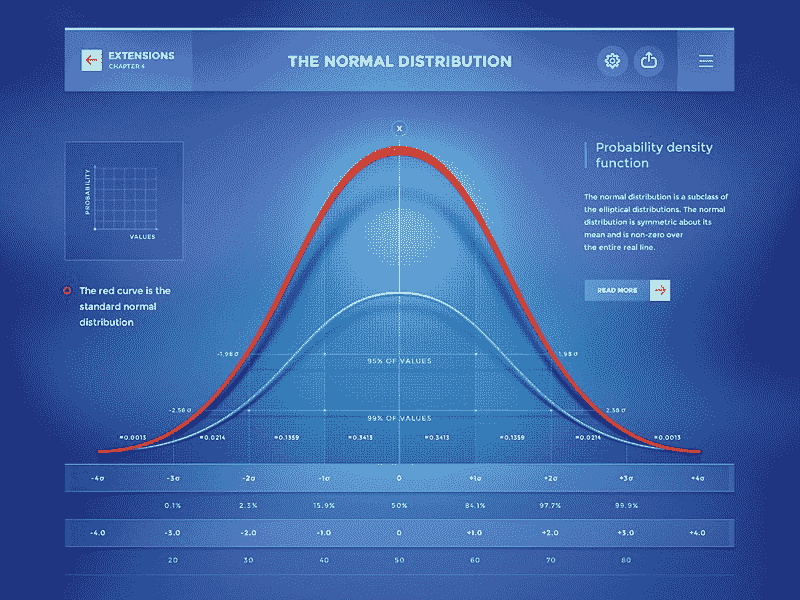 EXTENSIONS
CHAPTER 4
THE NORMAL DISTRIBUTION
X
PROBABILITY
VALUES
The red curve is the
standard normal
distribution
Probability density
function
The normal distribution is a subclass of
the elliptical distributions. The normal
distribution is symmetric about its
mean and is non-zero over
the entire real line.
READ MORE
-1.96 σ 1.96 σ
95% OF VALUES
-2.58 σ 2.58 σ
99% OF VALUES
≈0.0013 ≈0.0214 ≈0.1359 ≈0.3413 ≈0.3413 ≈0.1359 ≈0.0214 ≈0.0013
-4σ -3σ -2σ -1σ 0 +1σ +2σ +3σ +4σ
0.1% 2.3% 15.9% 50% 84.1% 97.7% 99.9%
-4.0 -3.0 -2.0 -1.0 0 +1.0 +2.0 +3.0 +4.0
20 30 40 50 60 70 80